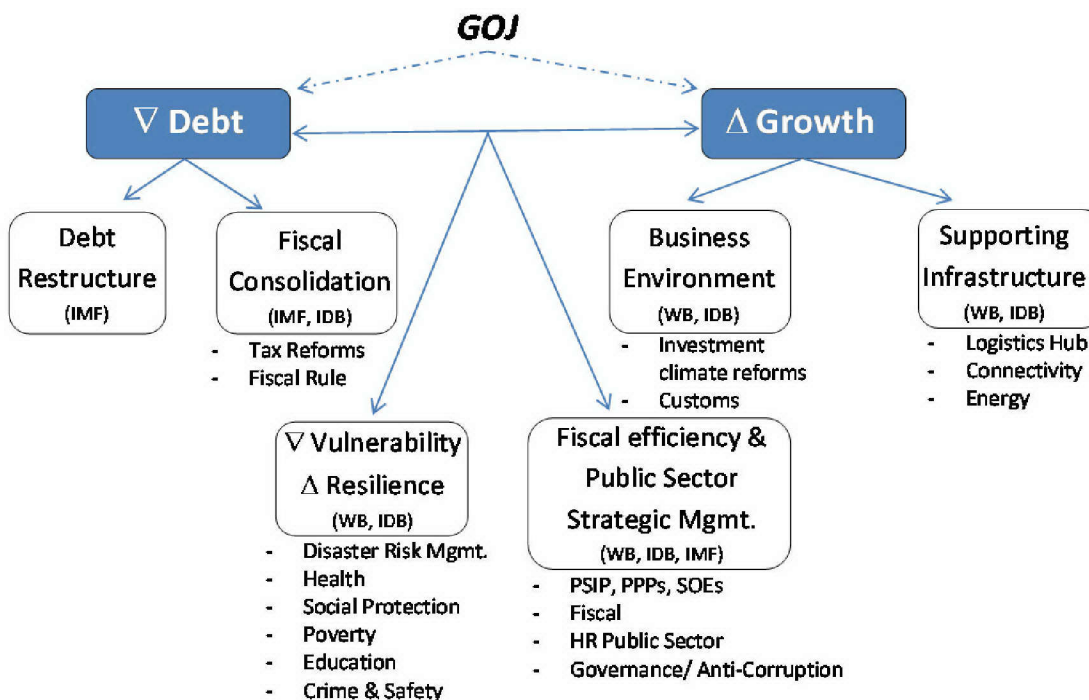 GOJ
∇ Debt
Δ Growth
Debt
Restructure
(IMF)
Fiscal
Consolidation
(IMF, IDB)
- Tax Reforms
- Fiscal Rule
Business
Environment
(WB, IDB)
- Investment
climate reforms
- Customs
Supporting
Infrastructure
(WB, IDB)
- Logistics Hub
- Connectivity
- Energy
∇ Vulnerability
Δ Resilience
(WB, IDB)
- Disaster Risk Mgmt.
- Health
- Social Protection
- Poverty
- Education
- Crime & Safety
Fiscal efficiency &
Public Sector
Strategic Mgmt.
(WB, IDB, IMF)
- PSIP, PPPs, SOEs
- Fiscal
- HR Public Sector
- Governance/ Anti-Corruption